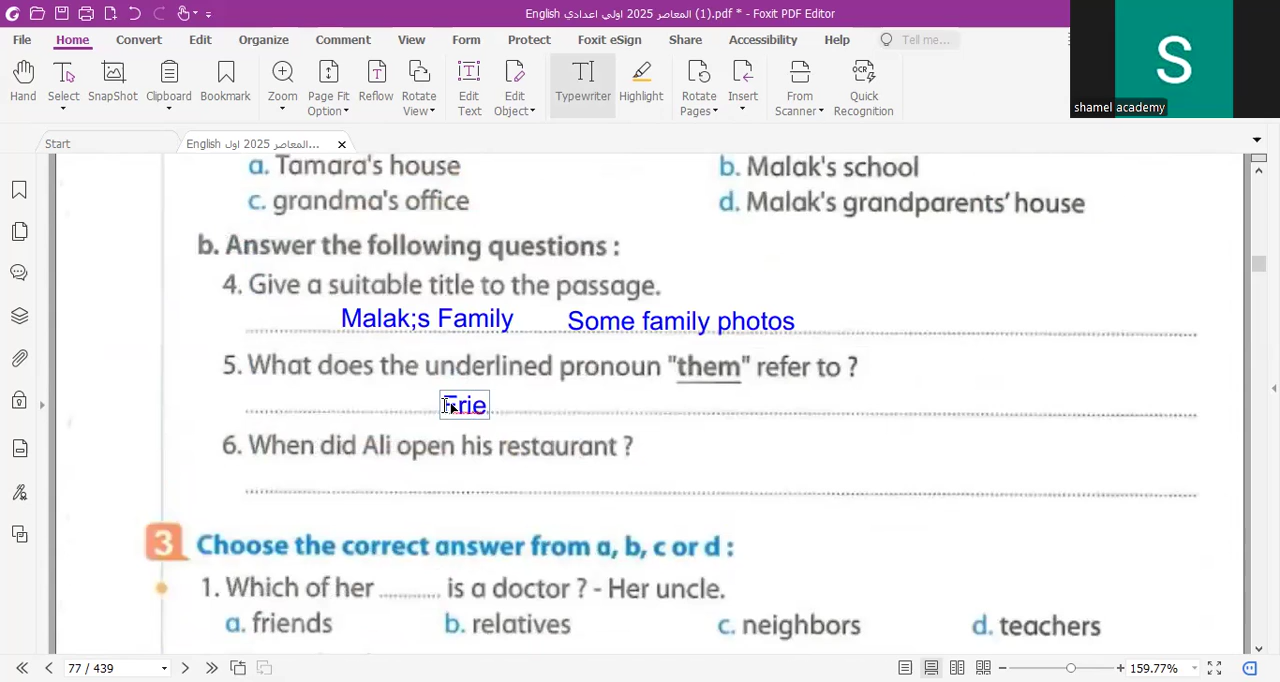 English المعاصر 2025 اولي اعدادي (1).pdf * - Foxit PDF Editor
File Home Convert Edit Organize Comment View Form Protect Foxit eSign Share Accessibility Help Tell me...
Hand Select SnapShot Clipboard Bookmark Zoom Page Fit Option Reflow Rotate View Edit Text Edit Object Typewriter Highlight Rotate Pages Insert From Scanner Quick Recognition
OCR
S
shamel academy
Start English المعاصر 2025 اول...
a. Tamara's house b. Malak's school
c. grandma's office d. Malak's grandparents' house
b. Answer the following questions :
4. Give a suitable title to the passage.
Malak;s Family Some family photos
5. What does the underlined pronoun "them" refer to ?
Frie
6. When did Ali open his restaurant ?
3 Choose the correct answer from a, b, c or d :
1. Which of her ........... is a doctor ? - Her uncle.
a. friends b. relatives c. neighbors d. teachers
77 / 439 159.77%